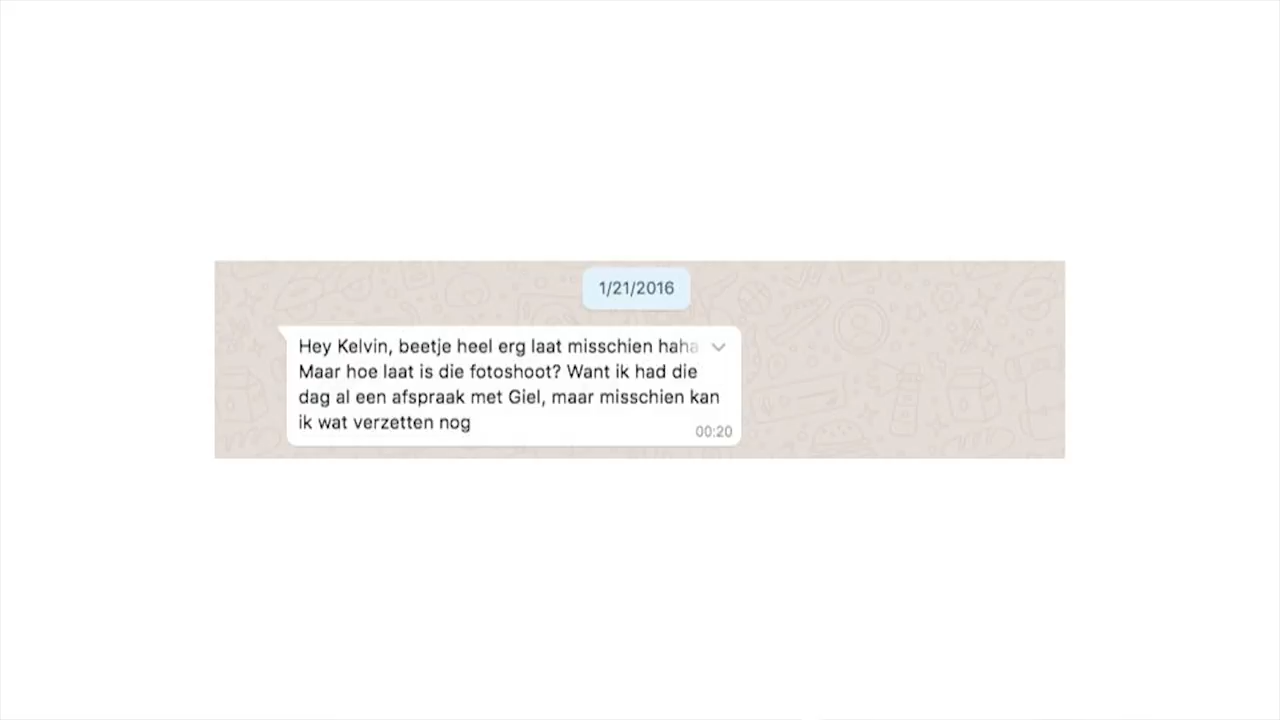 1/21/2016
Hey Kelvin, beetje heel erg laat misschien haha
Maar hoe laat is die fotoshoot? Want ik had die
dag al een afspraak met Giel, maar misschien kan
ik wat verzetten nog
00:20